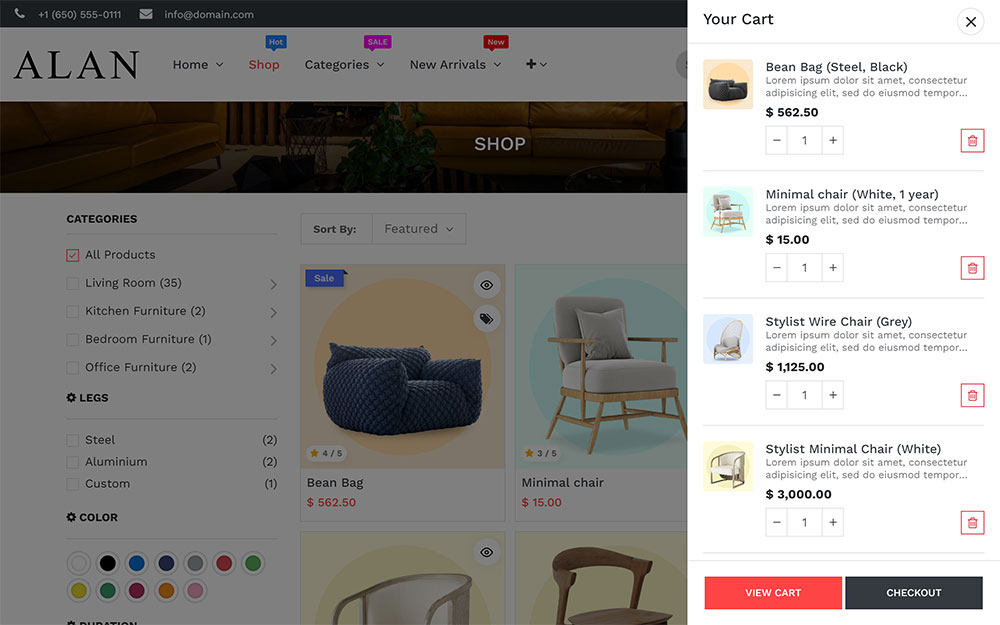 +1 (650) 555-0111
info@domain.com
ALAN
Home
Hot
Shop
SALE
Categories
New
New Arrivals
SHOP
CATEGORIES
All Products
Living Room (35)
Kitchen Furniture (2)
Bedroom Furniture (1)
Office Furniture (2)
LEGS
Steel (2)
Aluminium (2)
Custom (1)
COLOR
DURATION
Sort By: Featured
Sale
4 / 5
Bean Bag
$ 562.50
3 / 5
Minimal chair
$ 15.00
Your Cart
Bean Bag (Steel, Black)
Lorem ipsum dolor sit amet, consectetur
adipisicing elit, sed do eiusmod tempor...
$ 562.50
− 1 +
Minimal chair (White, 1 year)
Lorem ipsum dolor sit amet, consectetur
adipisicing elit, sed do eiusmod tempor...
$ 15.00
− 1 +
Stylist Wire Chair (Grey)
Lorem ipsum dolor sit amet, consectetur
adipisicing elit, sed do eiusmod tempor...
$ 1,125.00
− 1 +
Stylist Minimal Chair (White)
Lorem ipsum dolor sit amet, consectetur
adipisicing elit, sed do eiusmod tempor...
$ 3,000.00
− 1 +
VIEW CART
CHECKOUT